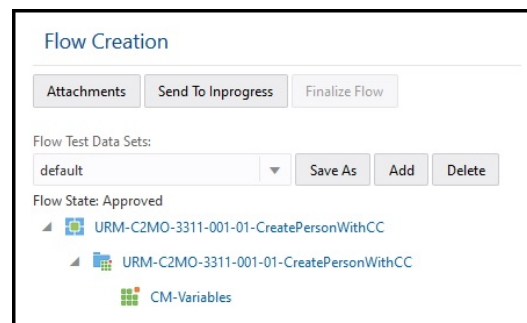 Flow Creation
Attachments Send To Inprogress Finalize Flow
Flow Test Data Sets:
default Save As Add Delete
Flow State: Approved
URM-C2MO-3311-001-01-CreatePersonWithCC
URM-C2MO-3311-001-01-CreatePersonWithCC
CM-Variables